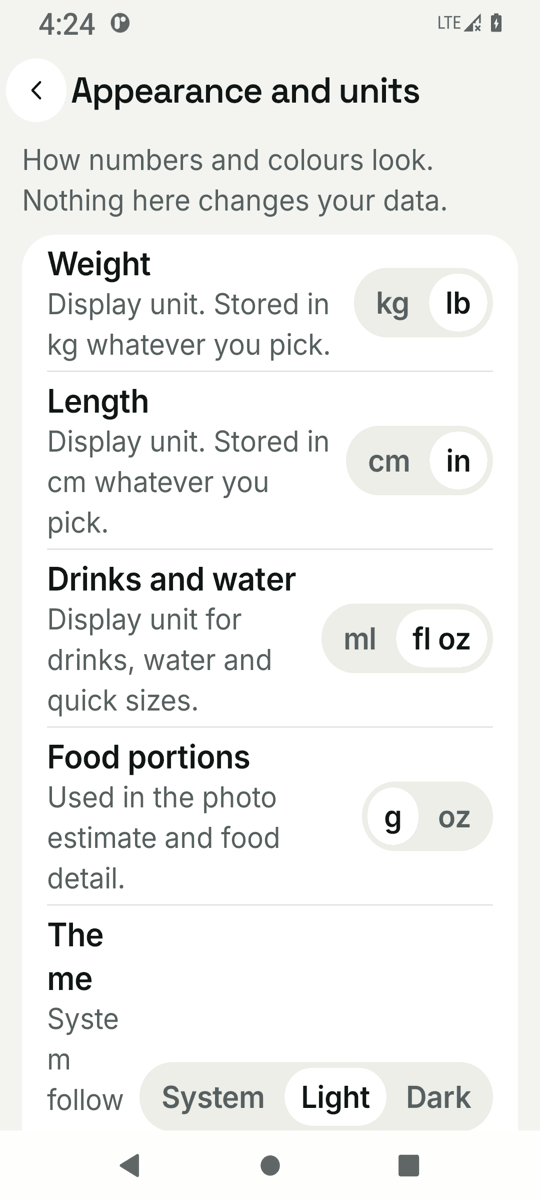 4:24
LTE
Appearance and units
How numbers and colours look.
Nothing here changes your data.
Weight
Display unit. Stored in
kg whatever you pick.
kg
lb
Length
Display unit. Stored in
cm whatever you
pick.
cm
in
Drinks and water
Display unit for
drinks, water and
quick sizes.
ml
fl oz
Food portions
Used in the photo
estimate and food
detail.
g
oz
The
me
Syste
m
follow
System
Light
Dark